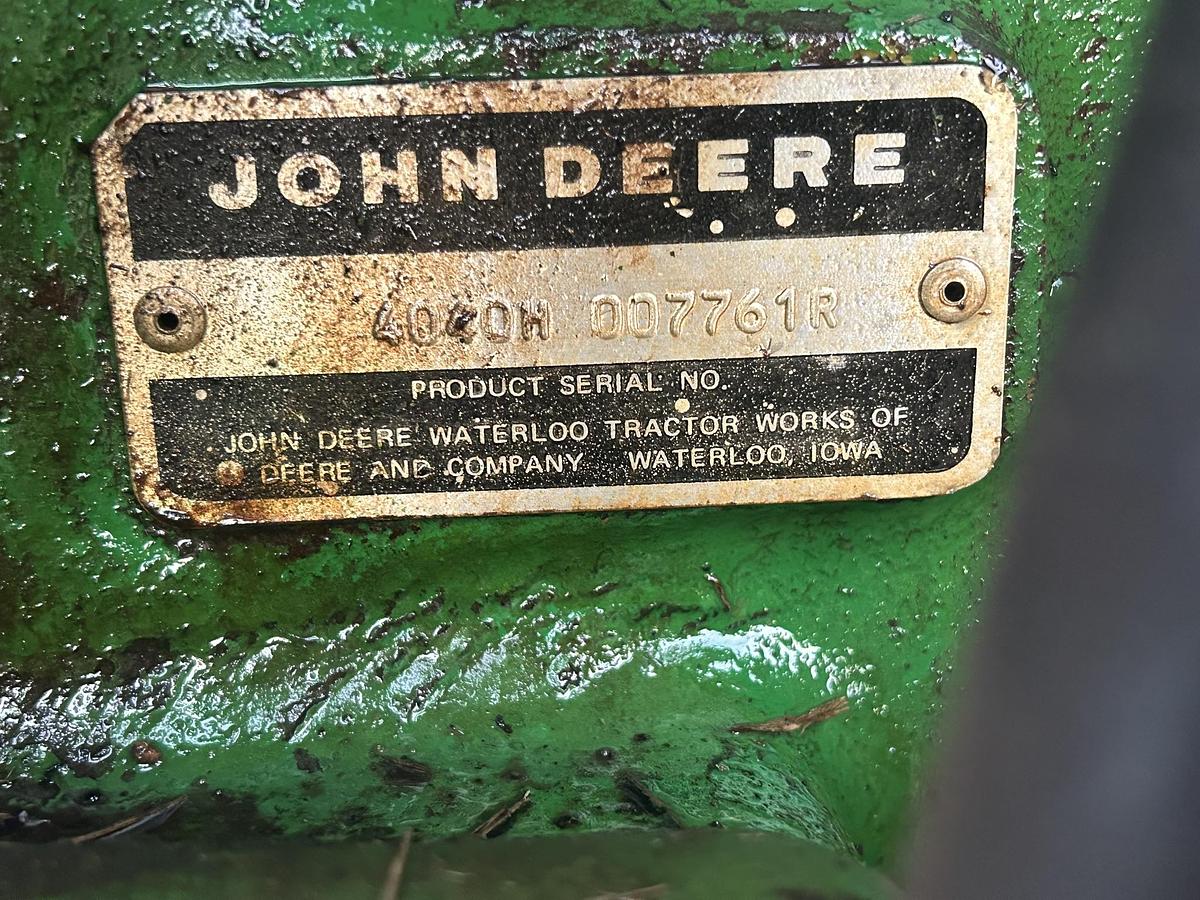 JOHN DEERE
4040H 007761R
PRODUCT SERIAL NO.
JOHN DEERE WATERLOO TRACTOR WORKS OF
DEERE AND COMPANY WATERLOO, IOWA